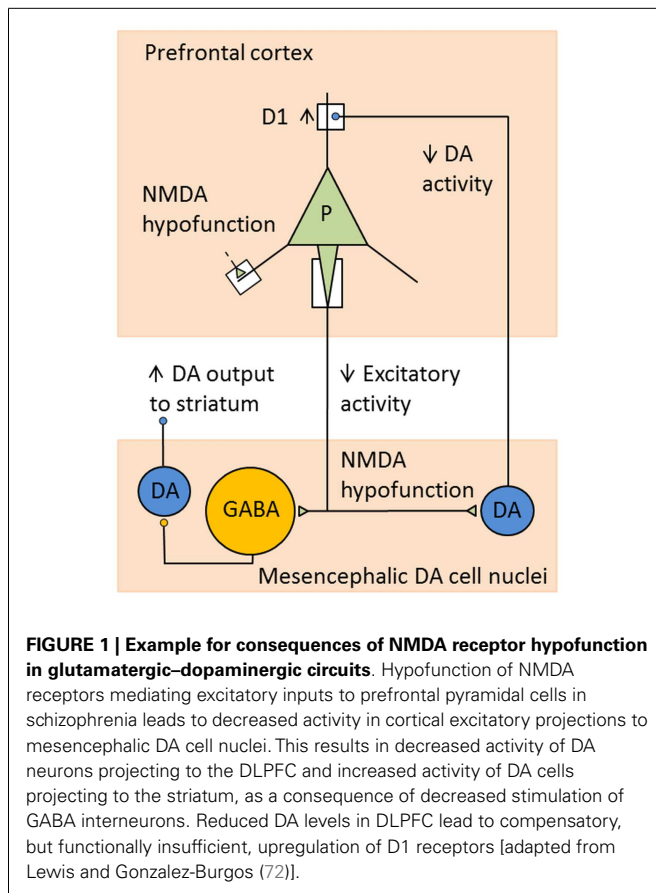 Prefrontal cortex
D1 ↑
↓ DA
activity
NMDA
hypofunction
P
↑ DA output
to striatum
↓ Excitatory
activity
NMDA
hypofunction
DA
GABA
DA
Mesencephalic DA cell nuclei
FIGURE 1 | Example for consequences of NMDA receptor hypofunction
in glutamatergic–dopaminergic circuits. Hypofunction of NMDA
receptors mediating excitatory inputs to prefrontal pyramidal cells in
schizophrenia leads to decreased activity in cortical excitatory projections to
mesencephalic DA cell nuclei. This results in decreased activity of DA
neurons projecting to the DLPFC and increased activity of DA cells
projecting to the striatum, as a consequence of decreased stimulation of
GABA interneurons. Reduced DA levels in DLPFC lead to compensatory,
but functionally insufficient, upregulation of D1 receptors [adapted from
Lewis and Gonzalez-Burgos (72)].